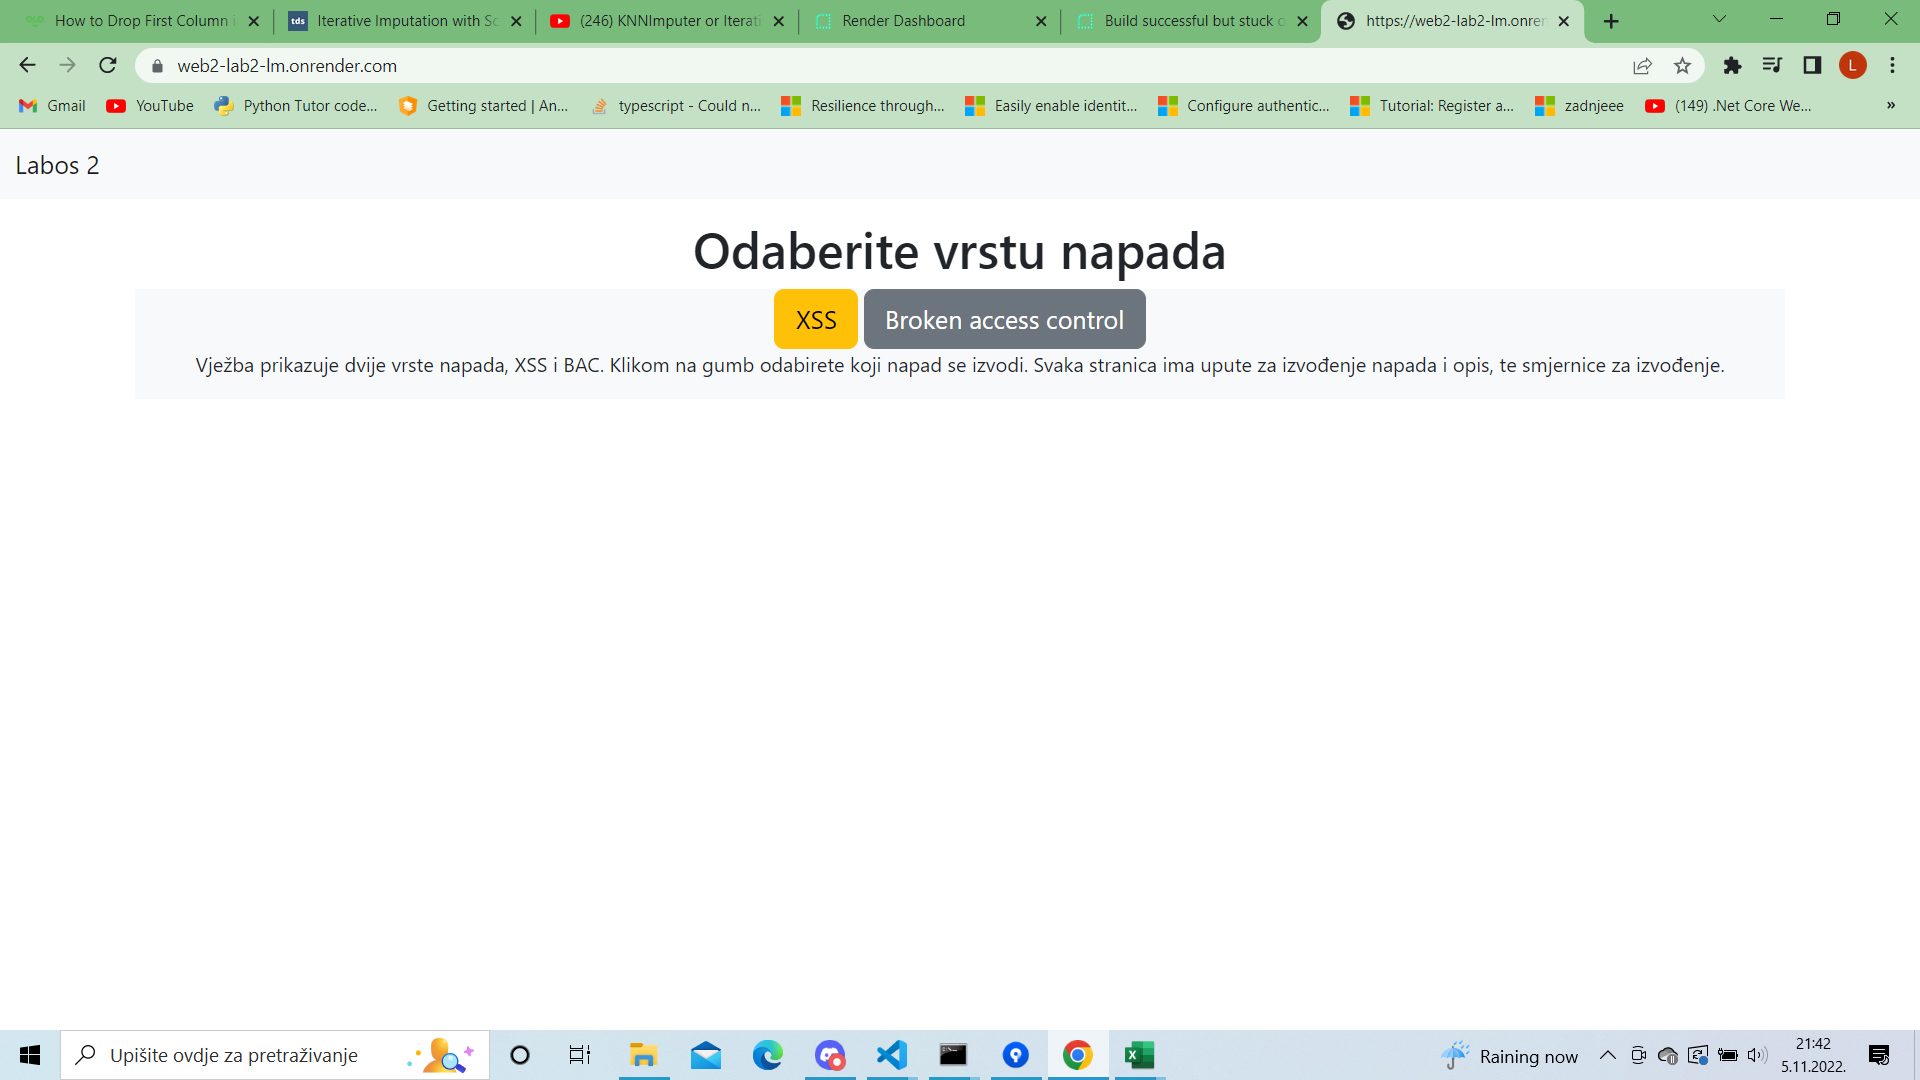 How to Drop First Column i
Iterative Imputation with Sc
(246) KNNImputer or Iterati
Render Dashboard
Build successful but stuck o
https://web2-lab2-lm.onren
web2-lab2-lm.onrender.com
L
Gmail
YouTube
Python Tutor code...
Getting started | An...
typescript - Could n...
Resilience through...
Easily enable identit...
Configure authentic...
Tutorial: Register a...
zadnjeee
(149) .Net Core We...
»
Labos 2
Odaberite vrstu napada
XSS
Broken access control
Vježba prikazuje dvije vrste napada, XSS i BAC. Klikom na gumb odabirete koji napad se izvodi. Svaka stranica ima upute za izvođenje napada i opis, te smjernice za izvođenje.
Upišite ovdje za pretraživanje
Raining now
21:42
5.11.2022.